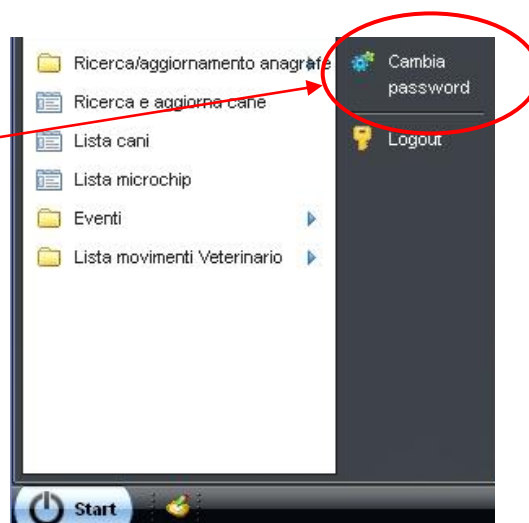 Ricerca/aggiornamento anagrafe
Ricerca e aggiorna cane
Lista cani
Lista microchip
Eventi
Lista movimenti Veterinario
Cambia
password
Logout
Start